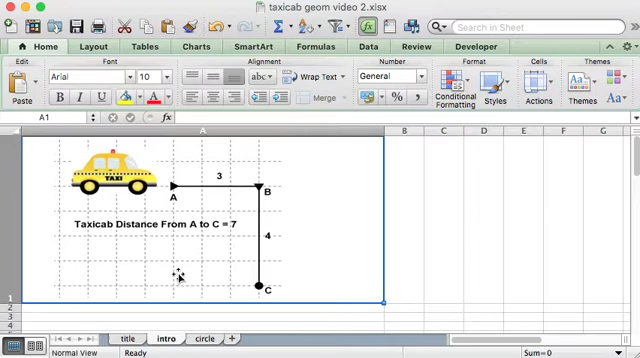 taxicab geom video 2.xlsx
Search in Sheet
Home Layout Tables Charts SmartArt Formulas Data Review Developer
Edit Font Alignment Number Format Cells Themes
Arial 10 abc Wrap Text General
Paste B I U A Merge % Conditional Formatting Styles Actions Themes Aa
A1 fx
A B C D E F G
TAXI
3
A B
Taxicab Distance From A to C = 7
4
C
1
2
3
4
title intro circle +
Normal View Ready Sum=0